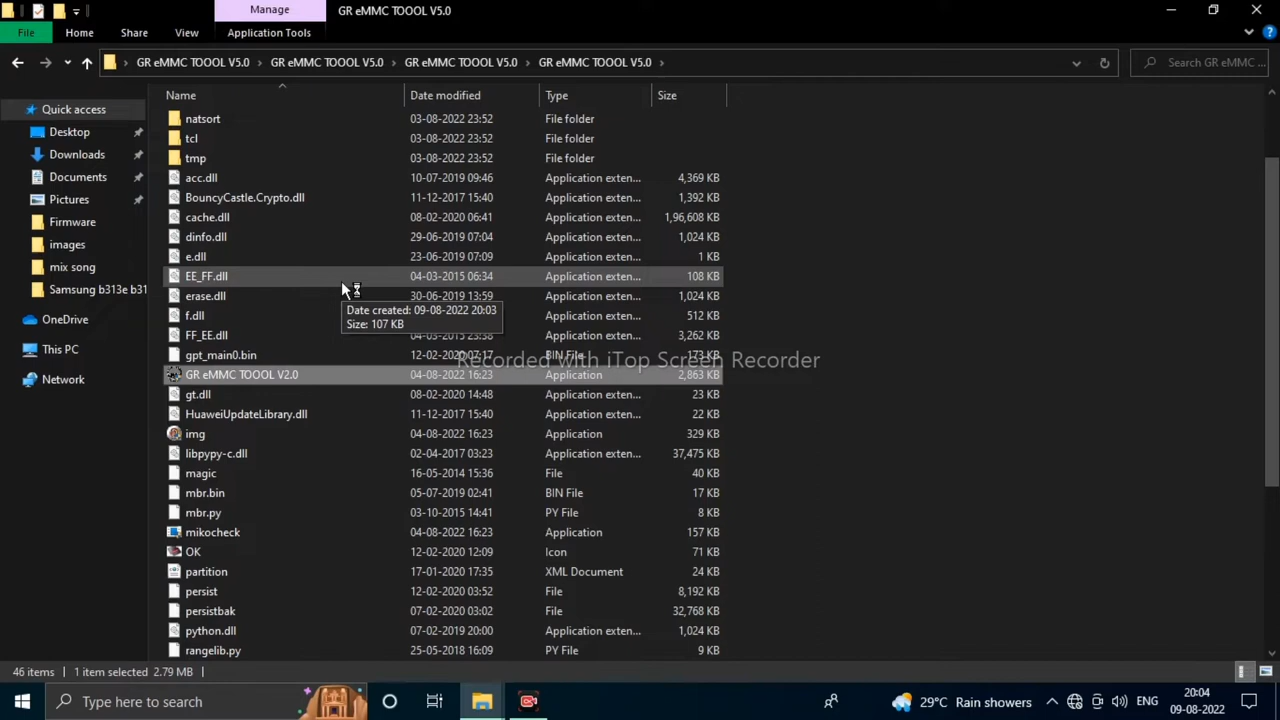 Manage
GR eMMC TOOOL V5.0
File Home Share View Application Tools
GR eMMC TOOOL V5.0 GR eMMC TOOOL V5.0 GR eMMC TOOOL V5.0 GR eMMC TOOOL V5.0
Search GR eMMC ...
Quick access
Desktop
Downloads
Documents
Pictures
Firmware
images
mix song
Samsung b313e b31
OneDrive
This PC
Network
Name Date modified Type Size
natsort 03-08-2022 23:52 File folder
tcl 03-08-2022 23:52 File folder
tmp 03-08-2022 23:52 File folder
acc.dll 10-07-2019 09:46 Application exten... 4,369 KB
BouncyCastle.Crypto.dll 11-12-2017 15:40 Application exten... 1,392 KB
cache.dll 08-02-2020 06:41 Application exten... 1,96,608 KB
dinfo.dll 29-06-2019 07:04 Application exten... 1,024 KB
e.dll 23-06-2019 07:09 Application exten... 1 KB
EE_FF.dll 04-03-2015 06:34 Application exten... 108 KB
erase.dll 30-06-2019 13:59 Application exten... 1,024 KB
f.dll Application exten... 512 KB
FF_EE.dll Application exten... 3,262 KB
gpt_main0.bin 12-02-2020 07:17 BIN File 173 KB
GR eMMC TOOOL V2.0 04-08-2022 16:23 Application 2,863 KB
gt.dll 08-02-2020 14:48 Application exten... 23 KB
HuaweiUpdateLibrary.dll 11-12-2017 15:40 Application exten... 22 KB
img 04-08-2022 16:23 Application 329 KB
libpypy-c.dll 02-04-2017 03:23 Application exten... 37,475 KB
magic 16-05-2014 15:36 File 40 KB
mbr.bin 05-07-2019 02:41 BIN File 17 KB
mbr.py 03-10-2015 14:41 PY File 8 KB
mikocheck 04-08-2022 16:23 Application 157 KB
OK 12-02-2020 12:09 Icon 71 KB
partition 17-01-2020 17:35 XML Document 24 KB
persist 12-02-2020 03:52 File 8,192 KB
persistbak 07-02-2020 03:02 File 32,768 KB
python.dll 07-02-2019 20:00 Application exten... 1,024 KB
rangelib.py 25-05-2018 16:09 PY File 9 KB
Date created: 09-08-2022 20:03
Size: 107 KB
Recorded with iTop Screen Recorder
46 items 1 item selected 2.79 MB
Type here to search
29°C Rain showers
ENG
20:04
09-08-2022